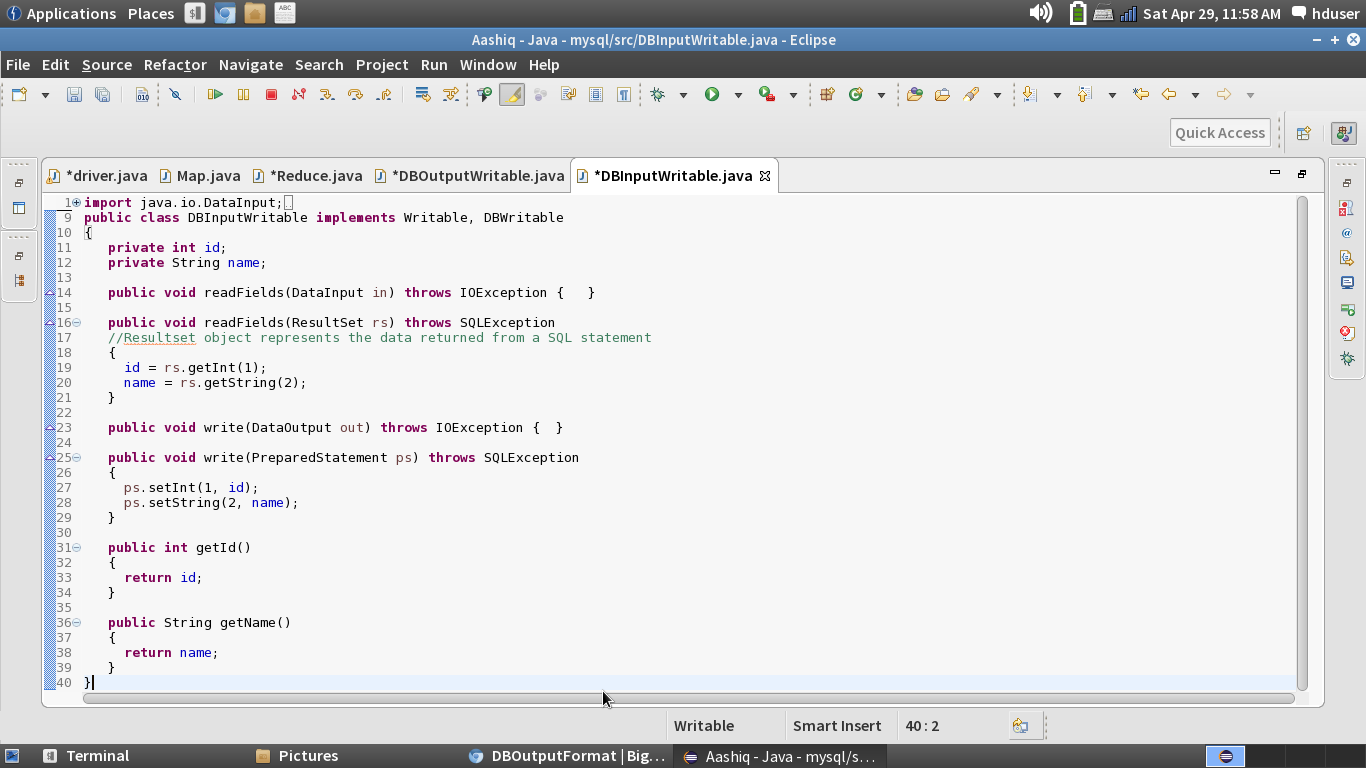 Applications Places ABC Sat Apr 29, 11:58 AM hduser
Aashiq - Java - mysql/src/DBInputWritable.java - Eclipse
File Edit Source Refactor Navigate Search Project Run Window Help
Quick Access
*driver.java Map.java *Reduce.java *DBOutputWritable.java *DBInputWritable.java
1 import java.io.DataInput;
9 public class DBInputWritable implements Writable, DBWritable
10 {
11 private int id;
12 private String name;
13
14 public void readFields(DataInput in) throws IOException {   }
15
16 public void readFields(ResultSet rs) throws SQLException
17 //Resultset object represents the data returned from a SQL statement
18 {
19 id = rs.getInt(1);
20 name = rs.getString(2);
21 }
22
23 public void write(DataOutput out) throws IOException {  }
24
25 public void write(PreparedStatement ps) throws SQLException
26 {
27 ps.setInt(1, id);
28 ps.setString(2, name);
29 }
30
31 public int getId()
32 {
33 return id;
34 }
35
36 public String getName()
37 {
38 return name;
39 }
40 }
Writable Smart Insert 40 : 2
Terminal Pictures DBOutputFormat | Big... Aashiq - Java - mysql/s...